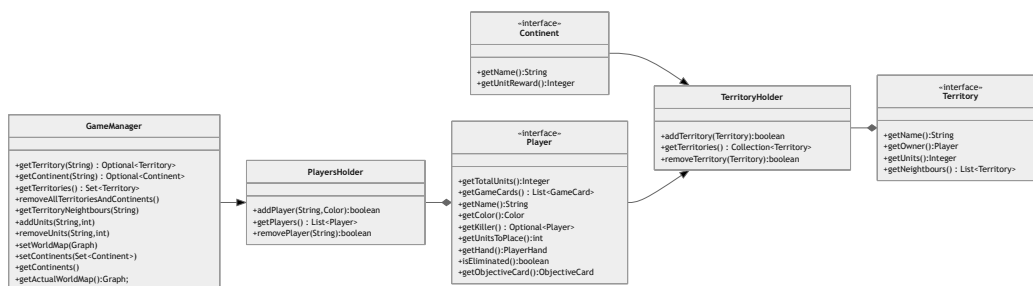 «interface»
Continent
+getName():String
+getUnitReward():Integer
GameManager
+getTerritory(String) : Optional<Territory>
+getContinent(String) : Optional<Continent>
+getTerritories() : Set<Territory>
+removeAllTerritoriesAndContinents()
+getTerritoryNeighbours(String)
+addUnits(String,int)
+removeUnits(String,int)
+setWorldMap(Graph)
+setContinents(Set<Continent>)
+getContinents()
+getActualWorldMap():Graph;
PlayersHolder
+addPlayer(String,Color):boolean
+getPlayers() : List<Player>
+removePlayer(String):boolean
«interface»
Player
+getTotalUnits():Integer
+getGameCards() : List<GameCard>
+getName():String
+getColor():Color
+getKiller() : Optional<Player>
+getUnitsToPlace():int
+getHand():PlayerHand
+isEliminated():boolean
+getObjectiveCard():ObjectiveCard
TerritoryHolder
+addTerritory(Territory):boolean
+getTerritories() : Collection<Territory>
+removeTerritory(Territory):boolean
«interface»
Territory
+getName():String
+getOwner():Player
+getUnits():Integer
+getNeighbours() : List<Territory>